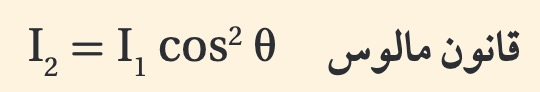 قانون مالوس I₂ = I₁ cos² θ